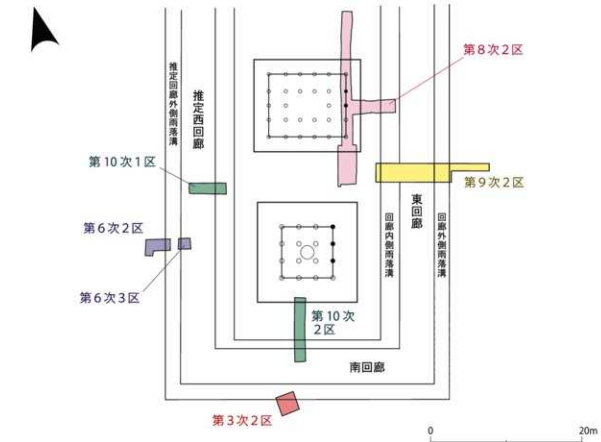 第8次2区
推定回廊外側雨落溝
推定西回廊
第10次1区
第9次2区
東回廊
回廊内側雨落溝
回廊外側雨落溝
第6次2区
第6次3区
第10次
2区
南回廊
第3次2区
0
20m